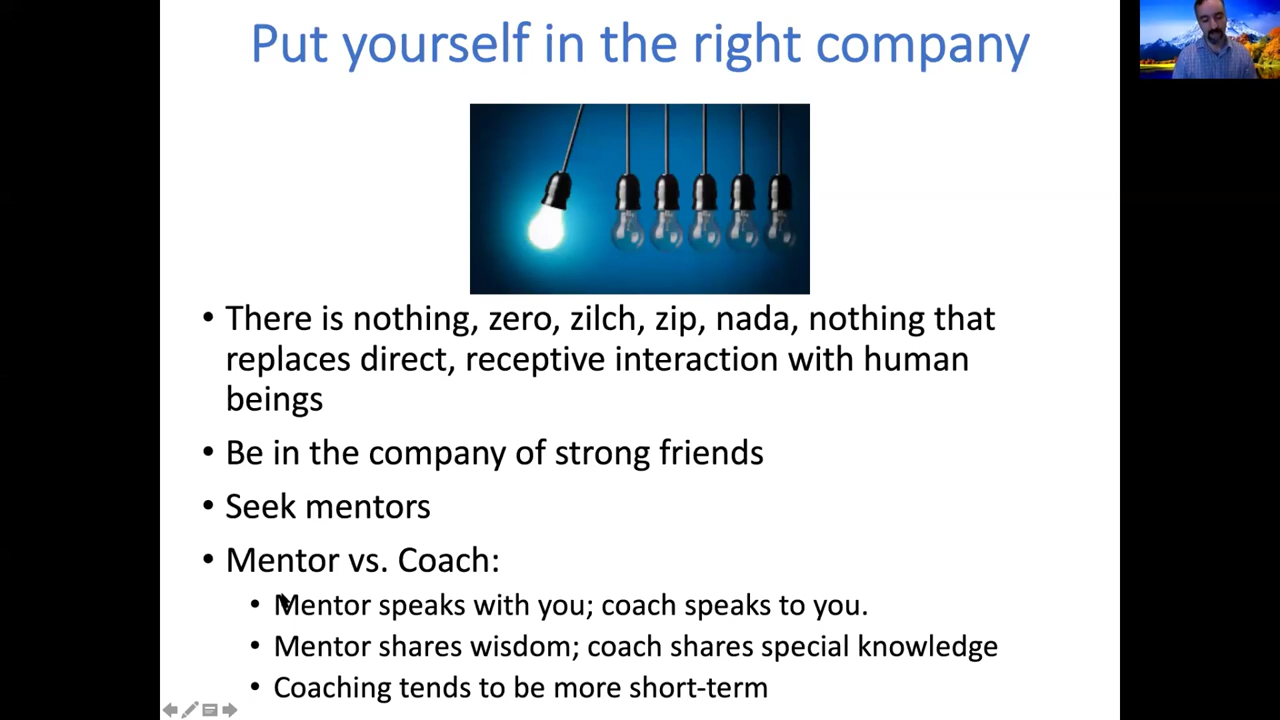 Put yourself in the right company
• There is nothing, zero, zilch, zip, nada, nothing that
replaces direct, receptive interaction with human
beings
• Be in the company of strong friends
• Seek mentors
• Mentor vs. Coach:
• Mentor speaks with you; coach speaks to you.
• Mentor shares wisdom; coach shares special knowledge
• Coaching tends to be more short-term